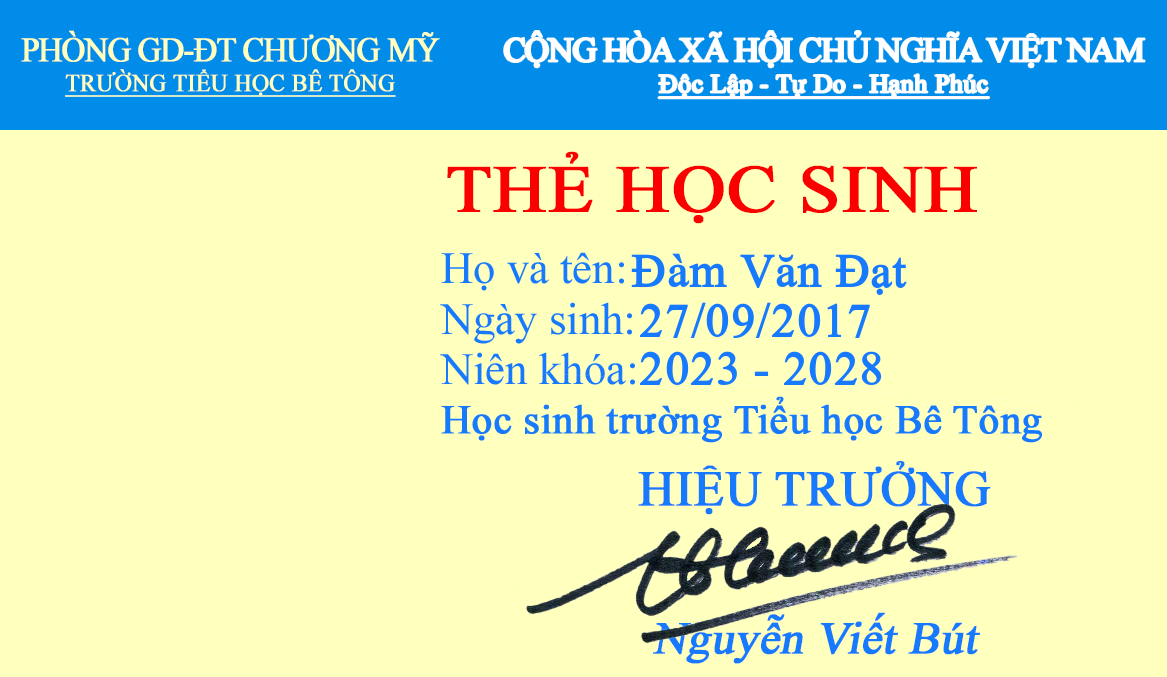 PHÒNG GD-ĐT CHƯƠNG MỸ
TRƯỜNG TIỂU HỌC BÊ TÔNG
CỘNG HÒA XÃ HỘI CHỦ NGHĨA VIỆT NAM
Độc Lập - Tự Do - Hạnh Phúc
THẺ HỌC SINH
Họ và tên: Đàm Văn Đạt
Ngày sinh: 27/09/2017
Niên khóa: 2023 - 2028
Học sinh trường Tiểu học Bê Tông
HIỆU TRƯỞNG
Nguyễn Viết Bút